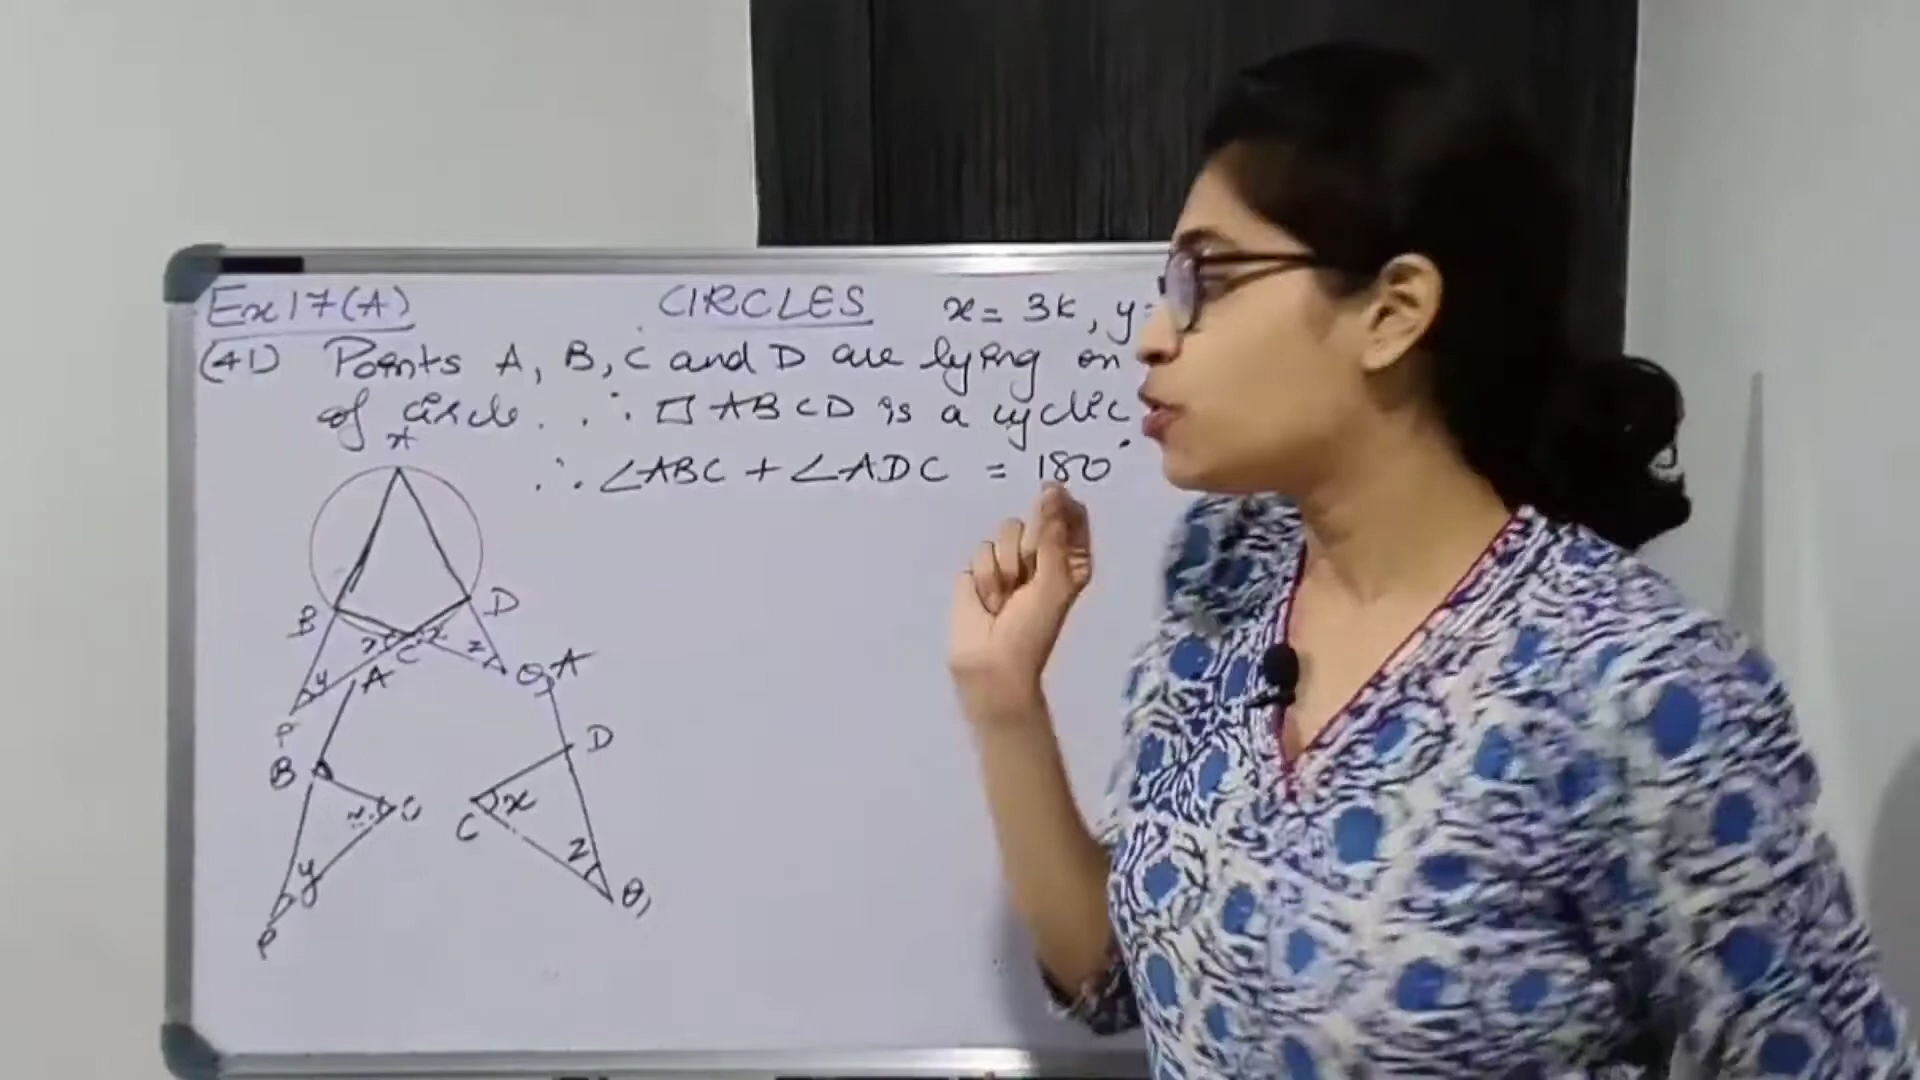 Ex 17(A)
CIRCLES
x = 3k, y =
(41) Points A, B, C and D are lying on
of circle. ∴ □ ABCD is a cyclic
∴ ∠ABC + ∠ADC = 180°
A
B
D
x
x
C
z
y
Q
P
A
A
B
D
x
C
C
x
y
z
Q
P